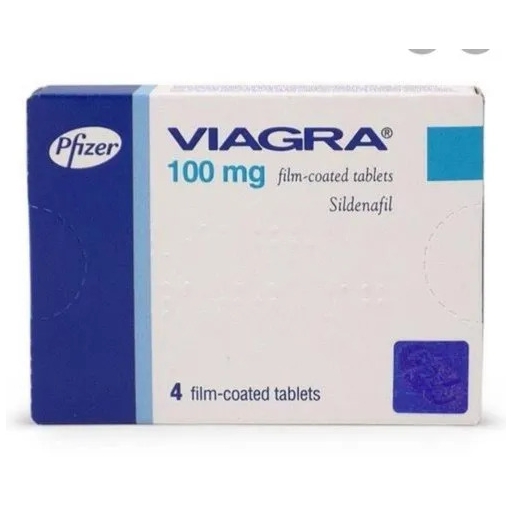 Pfizer
VIAGRA®
100 mg film-coated tablets
Sildenafil
4 film-coated tablets